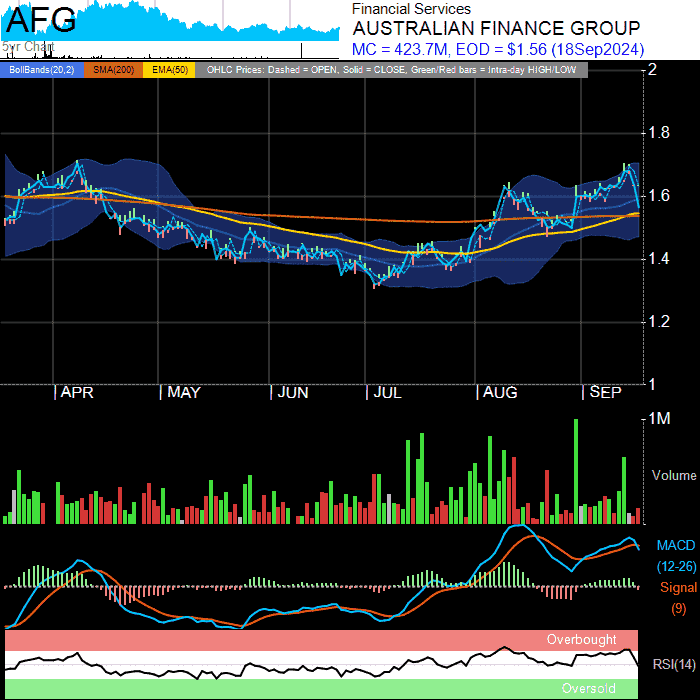 AFG
5yr Chart
Financial Services
AUSTRALIAN FINANCE GROUP
MC = 423.7M, EOD = $1.56 (18Sep2024)
BollBands(20,2) SMA(200) EMA(50) OHLC Prices: Dashed = OPEN, Solid = CLOSE, Green/Red bars = Intra-day HIGH/LOW
2
1.8
1.6
1.4
1.2
1
APR MAY JUN JUL AUG SEP
1M
Volume
MACD
(12-26)
Signal
(9)
Overbought
RSI(14)
Oversold